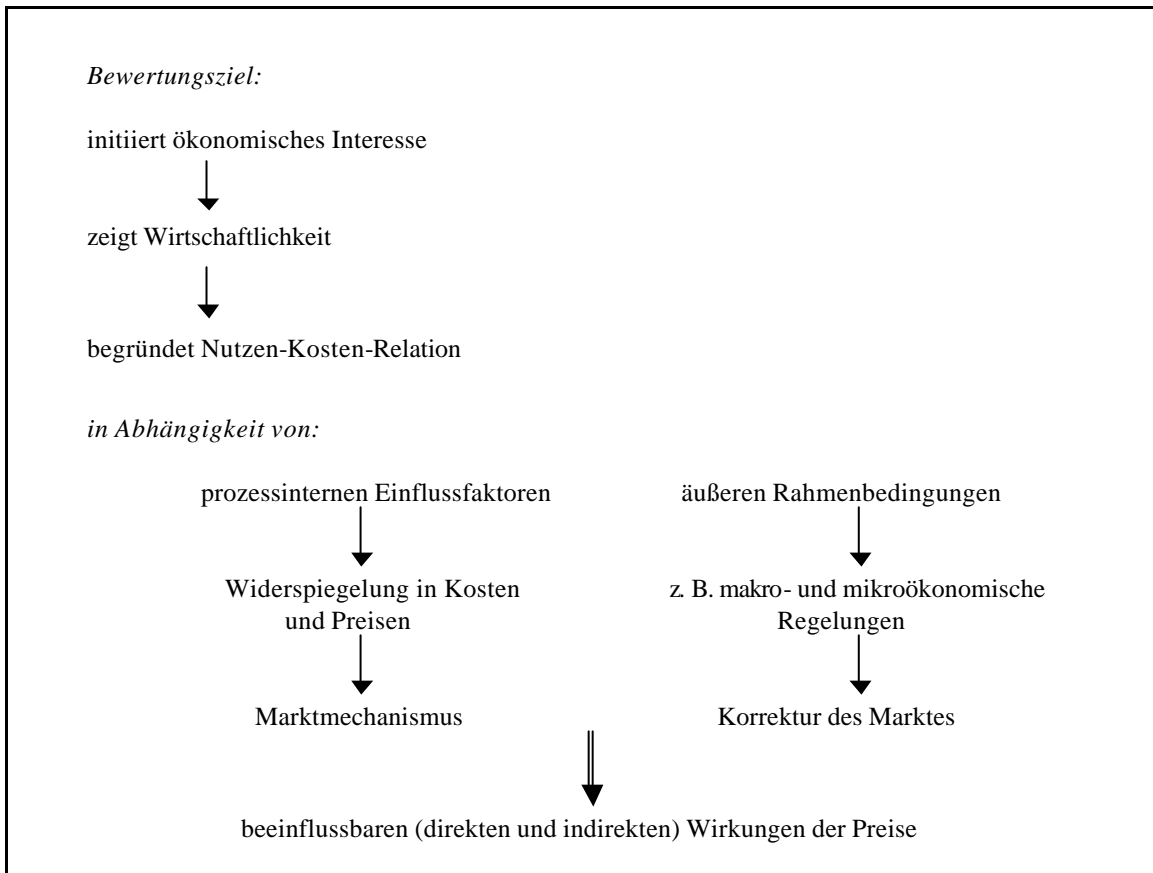 Bewertungsziel:
initiiert ökonomisches Interesse
zeigt Wirtschaftlichkeit
begründet Nutzen-Kosten-Relation
in Abhängigkeit von:
prozessinternen Einflussfaktoren
äußeren Rahmenbedingungen
Widerspiegelung in Kosten
und Preisen
z. B. makro- und mikroökonomische
Regelungen
Marktmechanismus
Korrektur des Marktes
beeinflussbaren (direkten und indirekten) Wirkungen der Preise